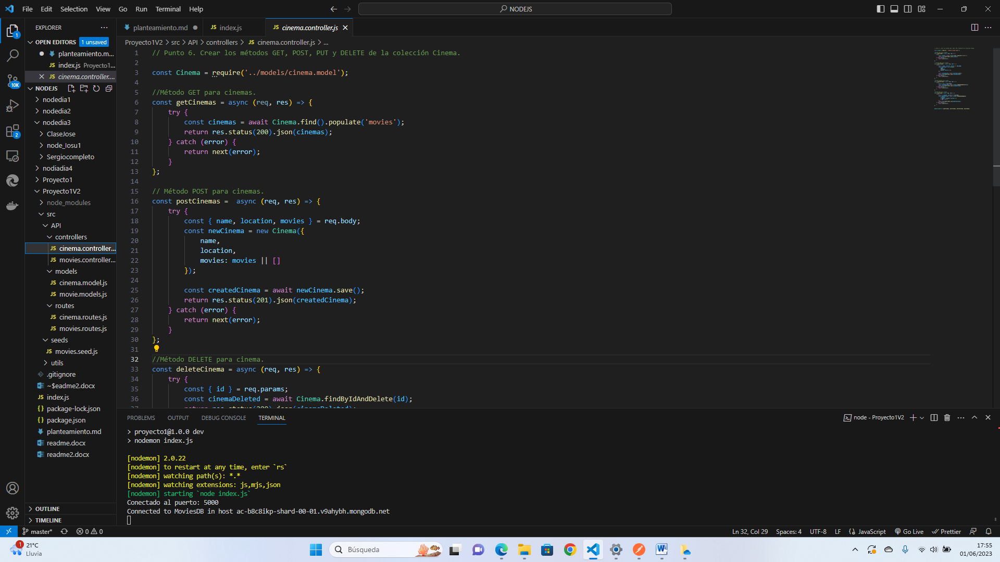 File Edit Selection View Go Run Terminal Help
NODEJS
EXPLORER
OPEN EDITORS 1 unsaved
planteamiento.m...
index.js Proyecto1...
cinema.controller....
NODEJS
nodedia1
nodedia2
nodedia3
ClaseJose
node_Iosu1
Sergiocompleto
nodiadia4
Proyecto1
Proyecto1V2
node_modules
src
API
controllers
cinema.controller...
movies.controller...
models
cinema.model.js
movie.models.js
routes
cinema.routes.js
movies.routes.js
seeds
movies.seed.js
utils
.gitignore
~$eadme2.docx
index.js
package-lock.json
package.json
planteamiento.md
readme.docx
readme2.docx
OUTLINE
TIMELINE
1
10K
2
planteamiento.md index.js cinema.controller.js
Proyecto1V2 > src > API > controllers > JS cinema.controller.js > ...
1 // Punto 6. Crear los métodos GET, POST, PUT y DELETE de la colección Cinema.
2
3 const Cinema = require('../models/cinema.model');
4
5 //Método GET para cinemas.
6 const getCinemas = async (req, res) => {
7 try {
8 const cinemas = await Cinema.find().populate('movies');
9 return res.status(200).json(cinemas);
10 } catch (error) {
11 return next(error);
12 }
13 };
14
15 // Método POST para cinemas.
16 const postCinemas =  async (req, res) => {
17 try {
18 const { name, location, movies } = req.body;
19 const newCinema = new Cinema({
20 name,
21 location,
22 movies: movies || []
23 });
24
25 const createdCinema = await newCinema.save();
26 return res.status(201).json(createdCinema);
27 } catch (error) {
28 return next(error);
29 }
30 };
31
32 //Método DELETE para cinema.
33 const deleteCinema = async (req, res) => {
34 try {
35 const { id } = req.params;
36 const cinemaDeleted = await Cinema.findByIdAndDelete(id);
PROBLEMS OUTPUT DEBUG CONSOLE TERMINAL
node - Proyecto1V2
> proyecto1@1.0.0 dev
> nodemon index.js
[nodemon] 2.0.22
[nodemon] to restart at any time, enter `rs`
[nodemon] watching path(s): *.*
[nodemon] watching extensions: js,mjs,json
[nodemon] starting `node index.js`
Conectado al puerto: 5000
Connected to MoviesDB in host ac-b8c8ikp-shard-00-01.v9ahybh.mongodb.net
master* 0 0 Ln 32, Col 29 Spaces: 4 UTF-8 LF {} JavaScript Go Live Prettier
1
21°C
Lluvia
Búsqueda
17:55
01/06/2023